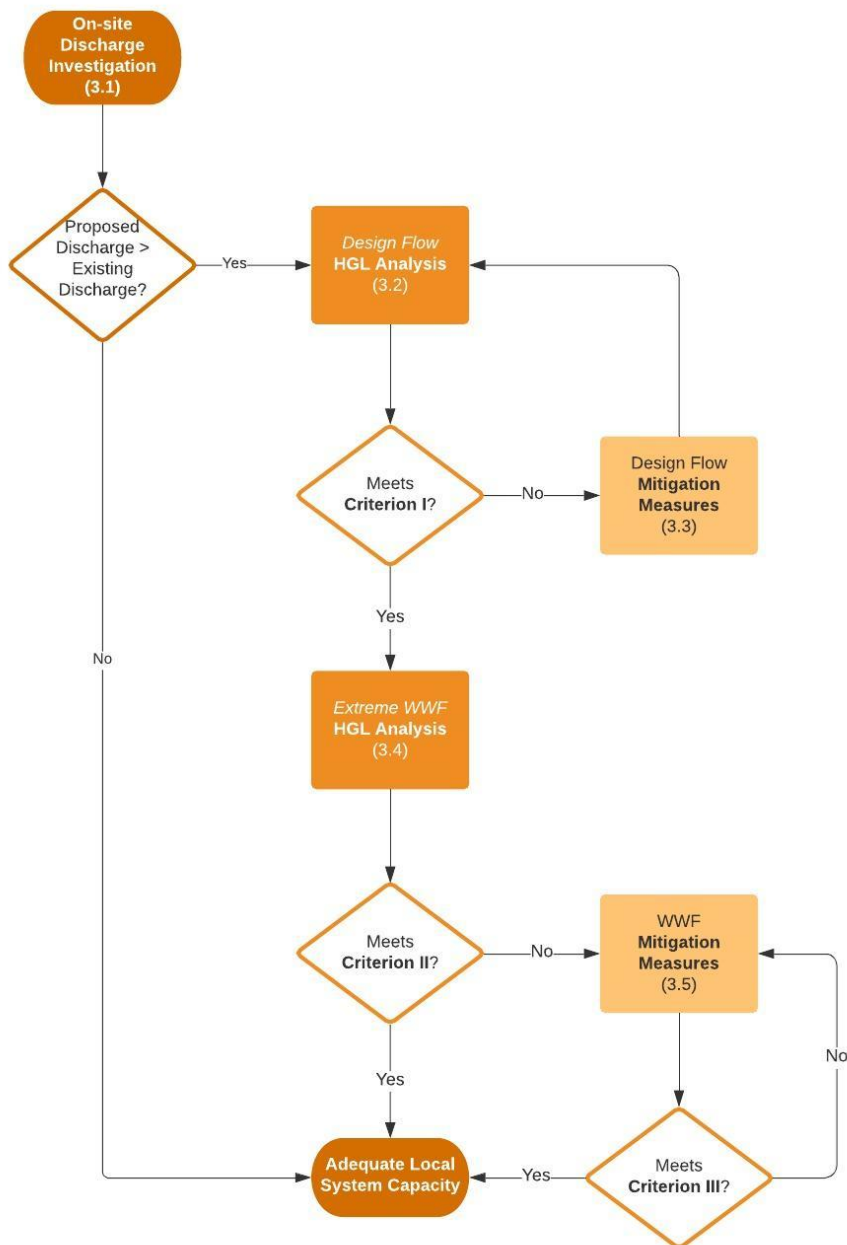 On-site
Discharge
Investigation
(3.1)
Proposed
Discharge >
Existing
Discharge?
Yes
Design Flow
HGL Analysis
(3.2)
Meets
Criterion I?
No
Design Flow
Mitigation
Measures
(3.3)
Yes
No
Extreme WWF
HGL Analysis
(3.4)
Meets
Criterion II?
No
WWF
Mitigation
Measures
(3.5)
No
Yes
Adequate Local
System Capacity
Yes
Meets
Criterion III?